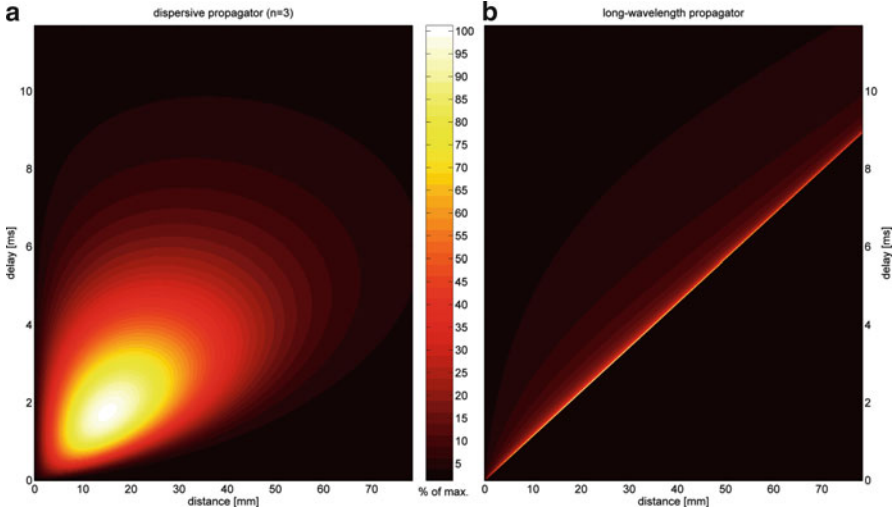 a
dispersive propagator (n=3)
10
8
6
4
2
0
delay [ms]
0 10 20 30 40 50 60 70
distance [mm]
100
95
90
85
80
75
70
65
60
55
50
45
40
35
30
25
20
15
10
5
% of max.
b
long-wavelength propagator
10
8
6
4
2
0
delay [ms]
0 10 20 30 40 50 60 70
distance [mm]